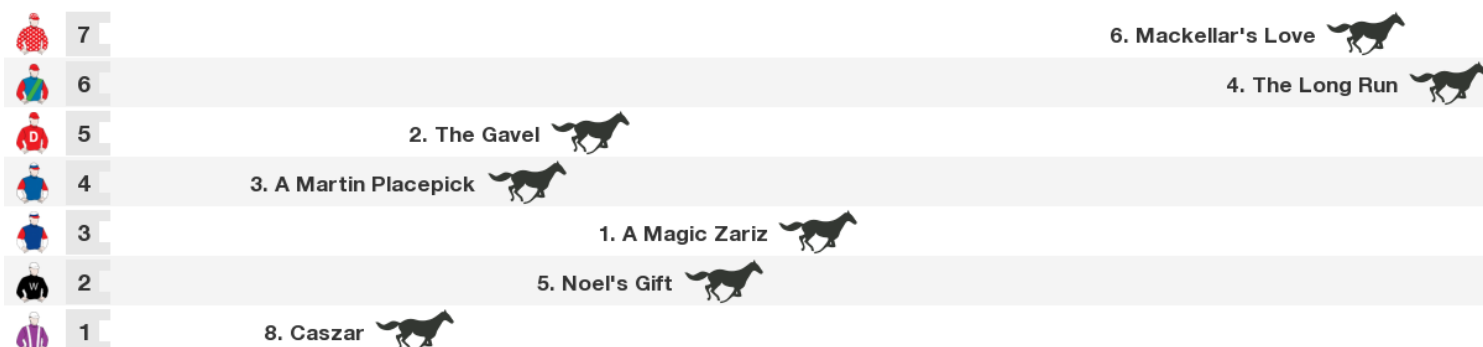 7 6. Mackellar's Love
6 4. The Long Run
D 5 2. The Gavel
4 3. A Martin Placepick
3 1. A Magic Zariz
W 2 5. Noel's Gift
1 8. Caszar